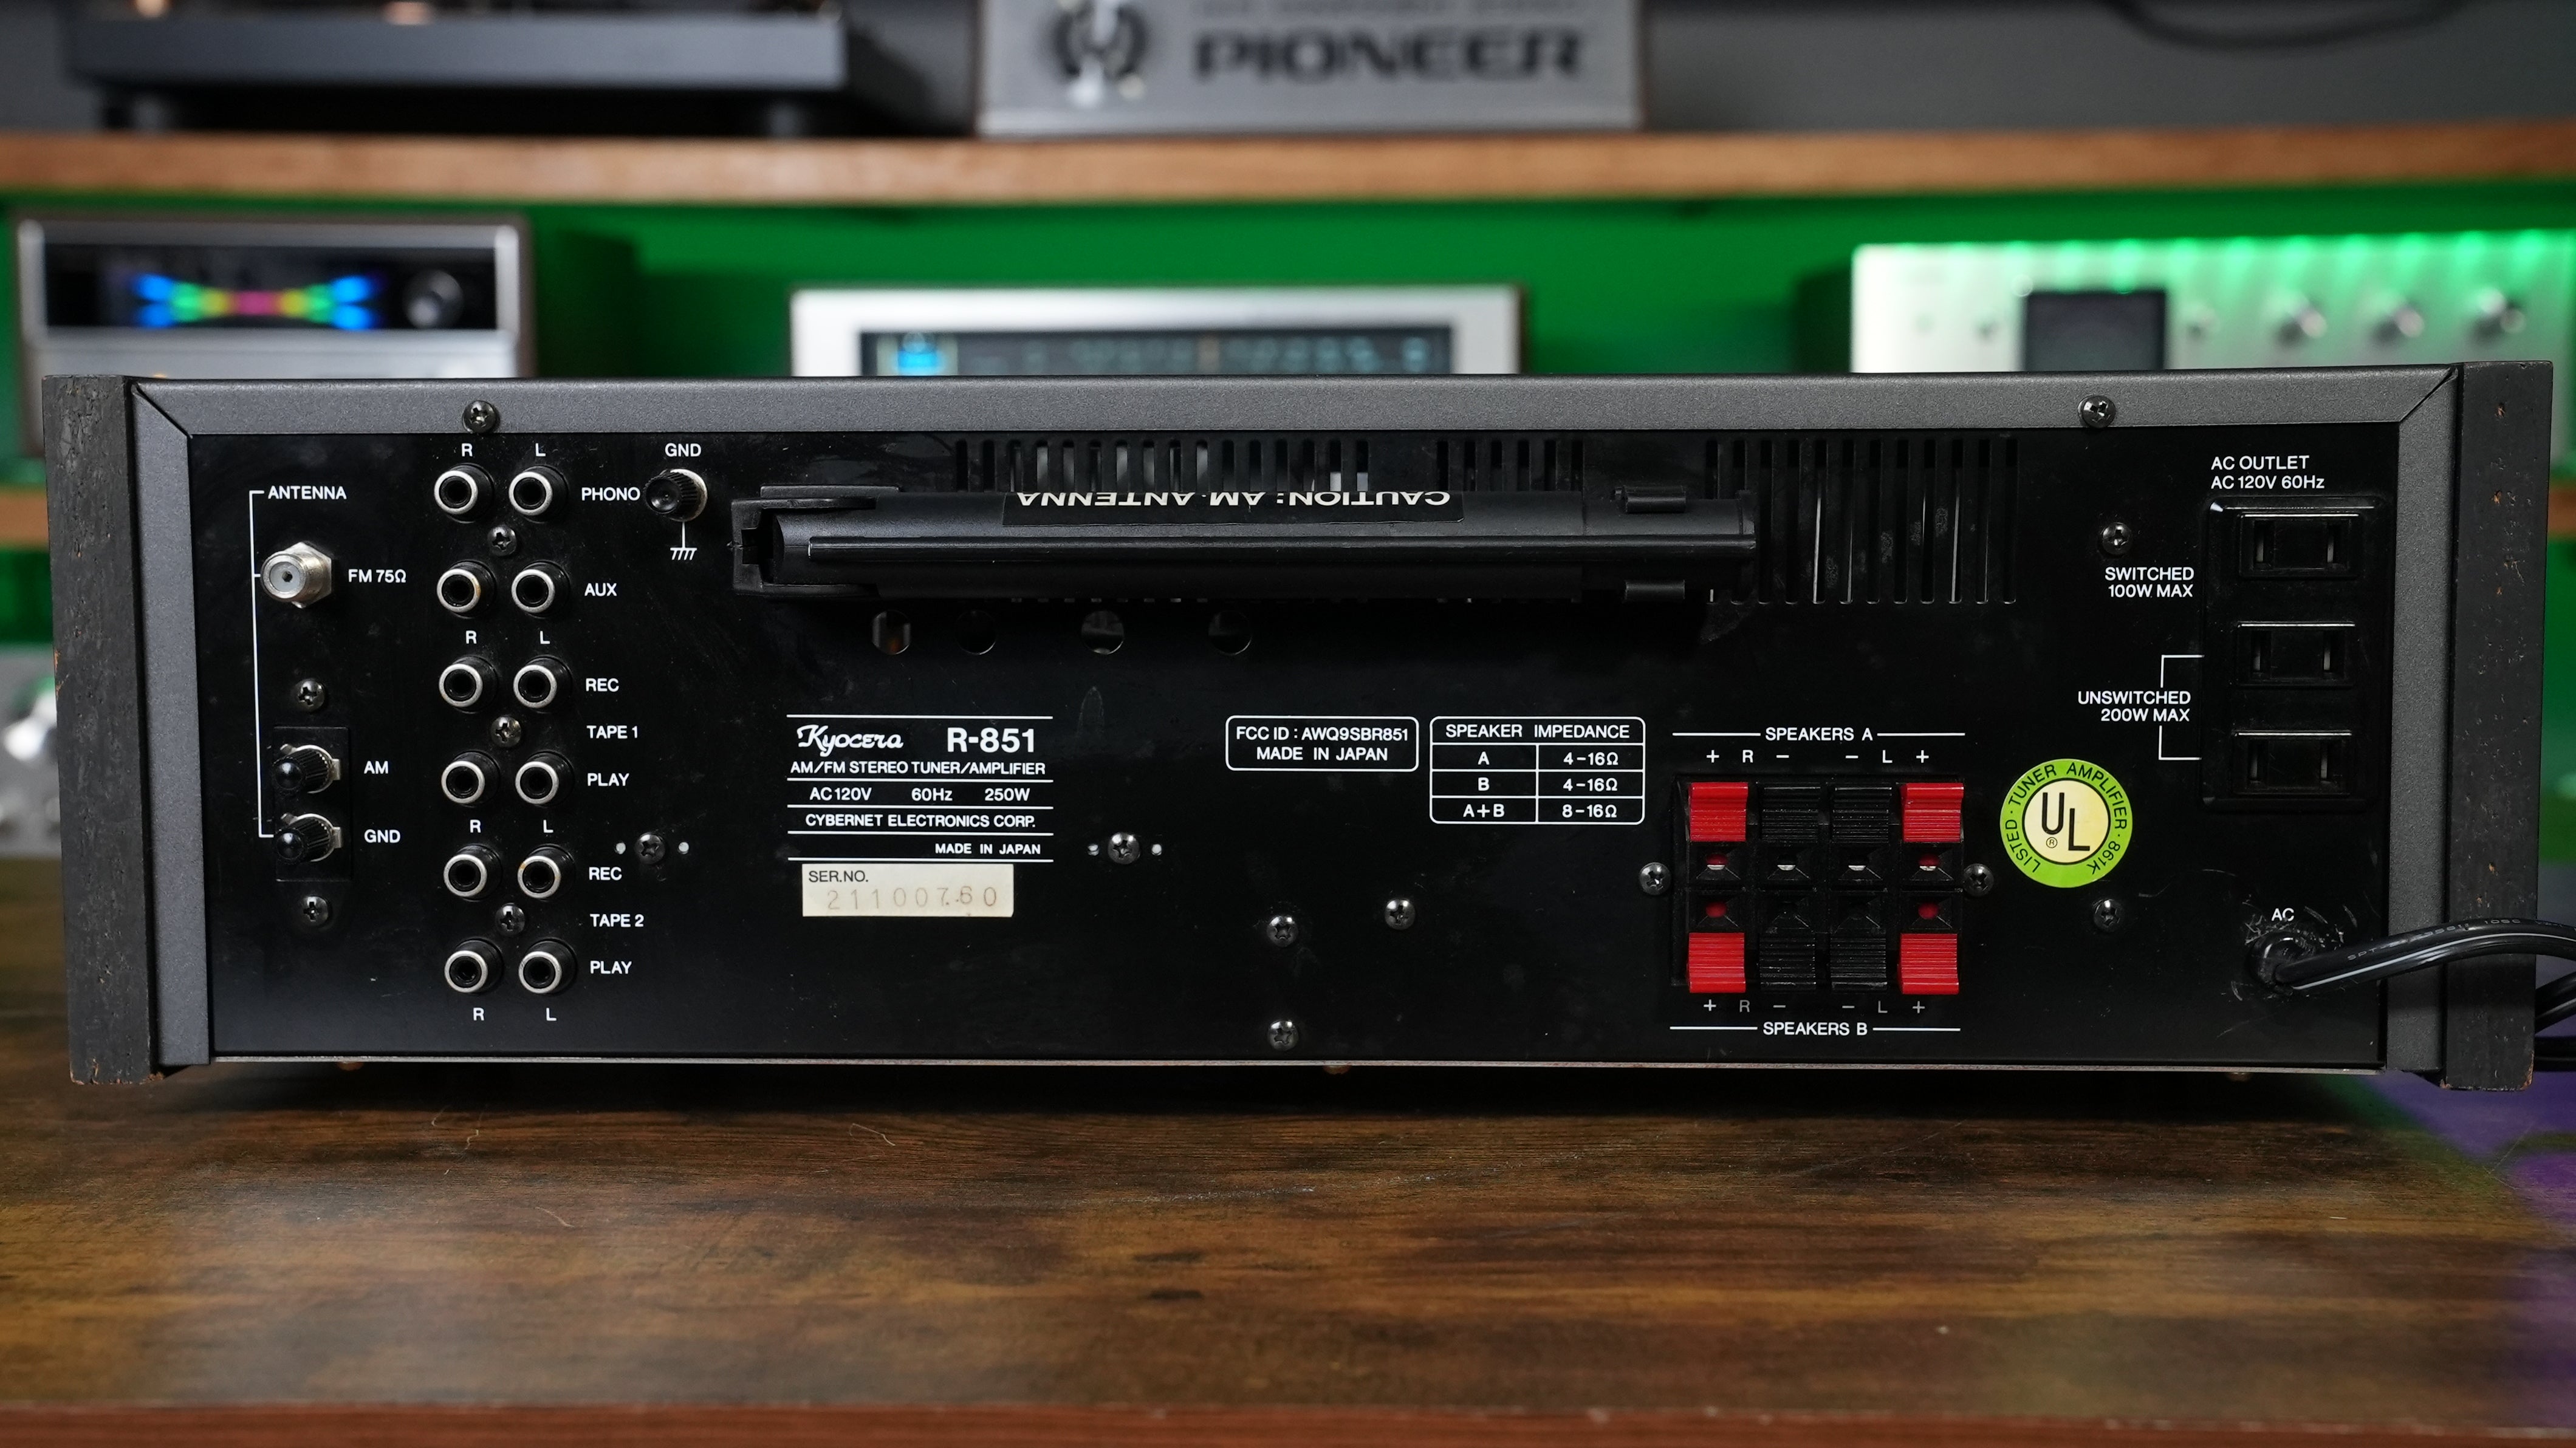 PIONEER
ANTENNA
FM 75Ω
AM
GND
R L
PHONO
GND
AUX
R L
REC
TAPE 1
PLAY
R L
REC
TAPE 2
PLAY
R L
CAUTION: AM ANTENNA
Kyocera R-851
AM/FM STEREO TUNER/AMPLIFIER
AC 120V 60Hz 250W
CYBERNET ELECTRONICS CORP.
MADE IN JAPAN
SER.NO.
21100760
FCC ID : AWQ9SBR851
MADE IN JAPAN
SPEAKER IMPEDANCE
A 4-16Ω
B 4-16Ω
A+B 8-16Ω
SPEAKERS A
+ R - - L +
+ R - - L +
SPEAKERS B
LISTED · TUNER AMPLIFIER · 861K
UL
®
AC OUTLET
AC 120V 60Hz
SWITCHED
100W MAX
UNSWITCHED
200W MAX
AC